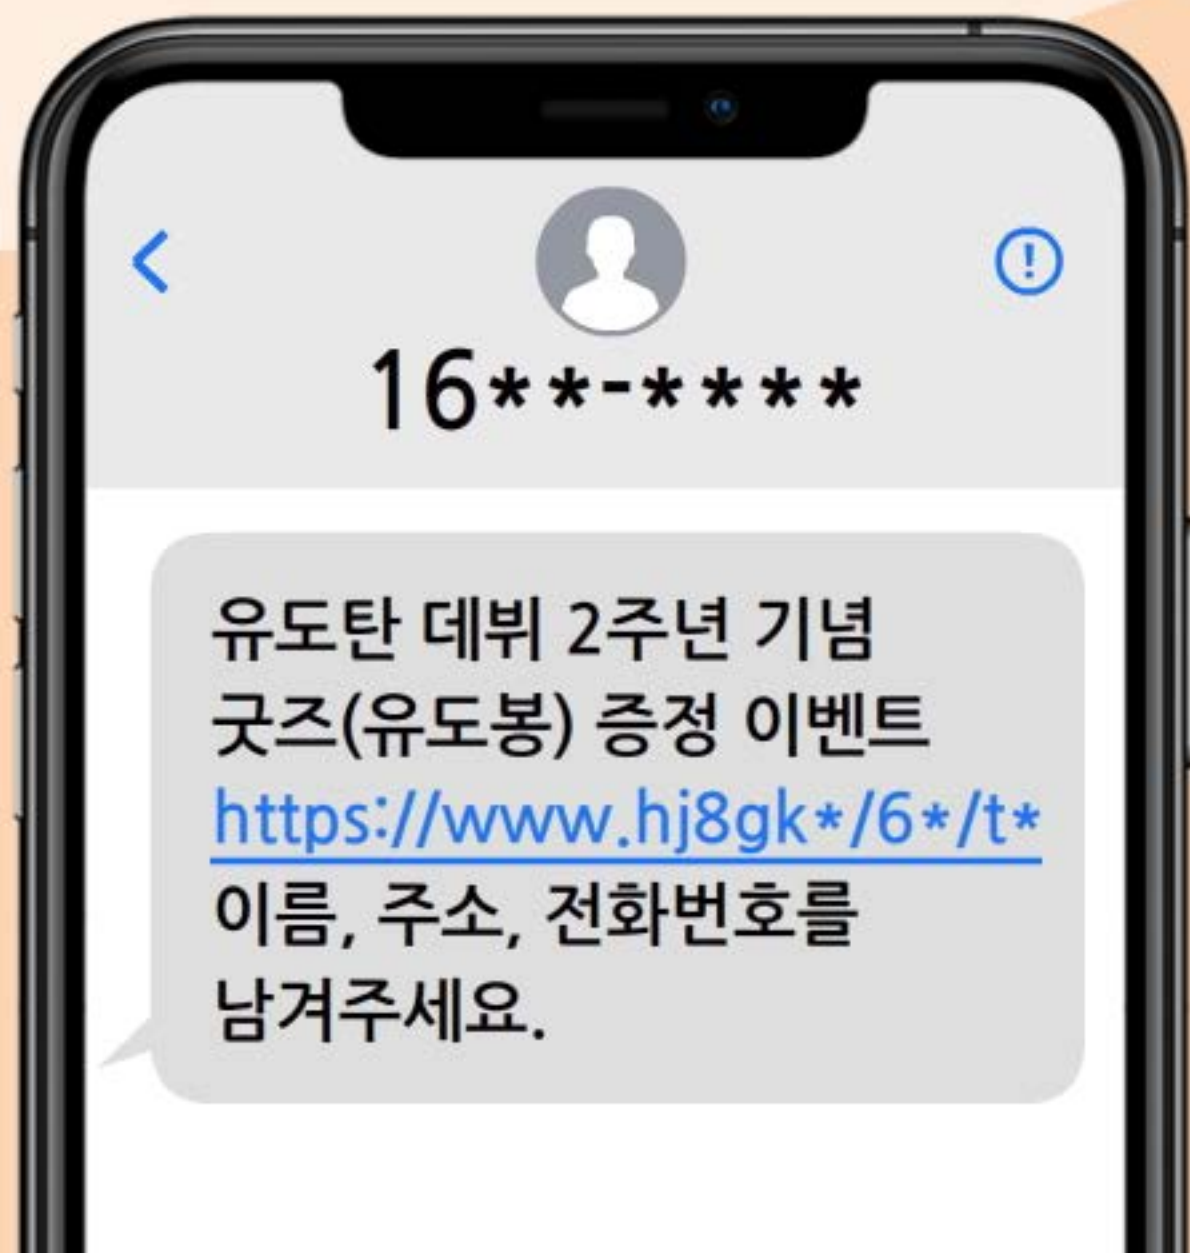 16**-****
유도탄 데뷔 2주년 기념
굿즈(유도봉) 증정 이벤트
https://www.hj8gk*/6*/t*
이름, 주소, 전화번호를
남겨주세요.